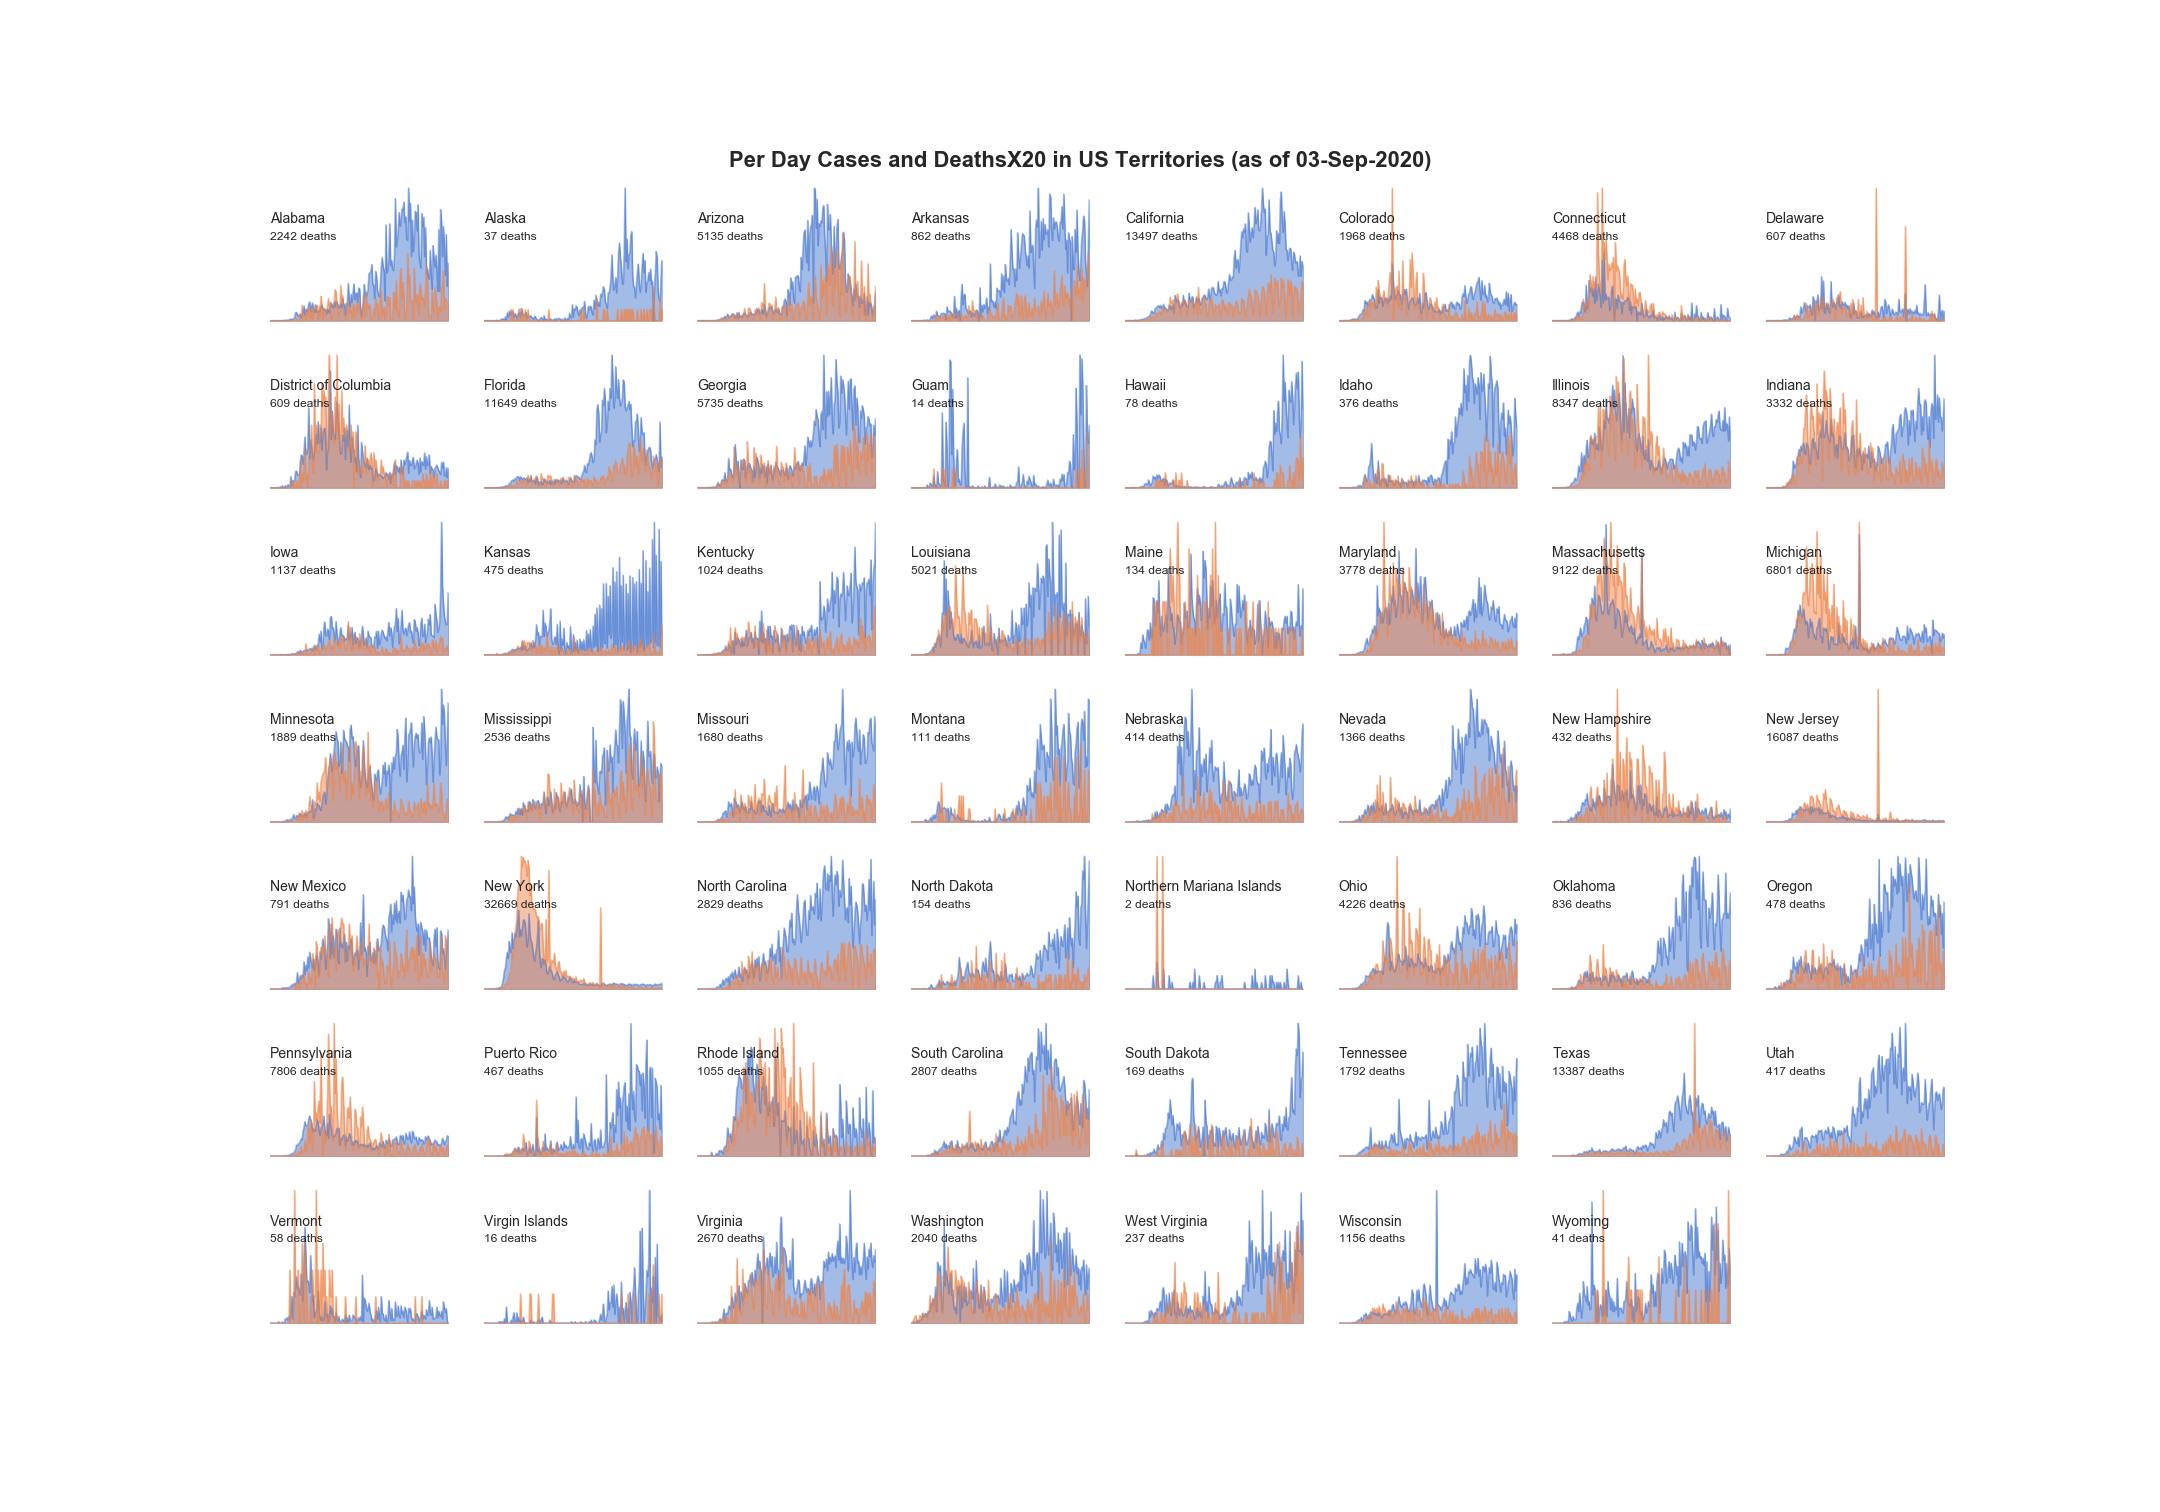 Per Day Cases and DeathsX20 in US Territories (as of 03-Sep-2020)
Alabama
2242 deaths
Alaska
37 deaths
Arizona
5135 deaths
Arkansas
862 deaths
California
13497 deaths
Colorado
1968 deaths
Connecticut
4468 deaths
Delaware
607 deaths
District of Columbia
609 deaths
Florida
11649 deaths
Georgia
5735 deaths
Guam
14 deaths
Hawaii
78 deaths
Idaho
376 deaths
Illinois
8347 deaths
Indiana
3332 deaths
Iowa
1137 deaths
Kansas
475 deaths
Kentucky
1024 deaths
Louisiana
5021 deaths
Maine
134 deaths
Maryland
3778 deaths
Massachusetts
9122 deaths
Michigan
6801 deaths
Minnesota
1889 deaths
Mississippi
2536 deaths
Missouri
1680 deaths
Montana
111 deaths
Nebraska
414 deaths
Nevada
1366 deaths
New Hampshire
432 deaths
New Jersey
16087 deaths
New Mexico
791 deaths
New York
32669 deaths
North Carolina
2829 deaths
North Dakota
154 deaths
Northern Mariana Islands
2 deaths
Ohio
4226 deaths
Oklahoma
836 deaths
Oregon
478 deaths
Pennsylvania
7806 deaths
Puerto Rico
467 deaths
Rhode Island
1055 deaths
South Carolina
2807 deaths
South Dakota
169 deaths
Tennessee
1792 deaths
Texas
13387 deaths
Utah
417 deaths
Vermont
58 deaths
Virgin Islands
16 deaths
Virginia
2670 deaths
Washington
2040 deaths
West Virginia
237 deaths
Wisconsin
1156 deaths
Wyoming
41 deaths